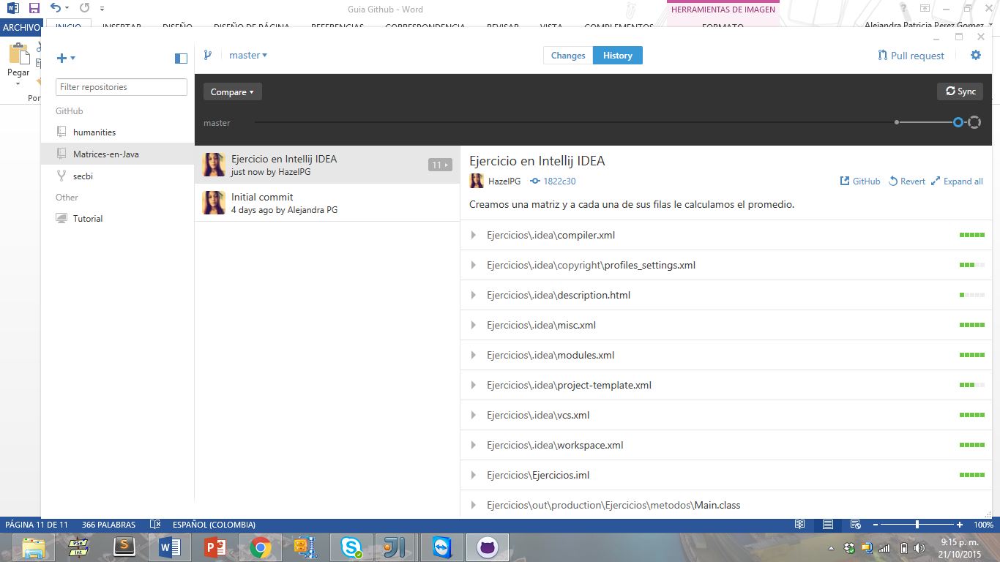 Guia Github - Word
HERRAMIENTAS DE IMAGEN
ARCHIVO INICIO INSERTAR DISEÑO DISEÑO DE PÁGINA REFERENCIAS CORRESPONDENCIA REVISAR VISTA COMPLEMENTOS FORMATO Alejandra Patricia Perez Gomez
Pegar
Por
master
Changes History
Pull request
Filter repositories
GitHub
humanities
Matrices-en-Java
secbi
Other
Tutorial
Compare
Sync
master
Ejercicio en Intellij IDEA
just now by HazelPG
11
Initial commit
4 days ago by Alejandra PG
Ejercicio en Intellij IDEA
HazelPG 1822c30 GitHub Revert Expand all
Creamos una matriz y a cada una de sus filas le calculamos el promedio.
Ejercicios\.idea\compiler.xml
Ejercicios\.idea\copyright\profiles_settings.xml
Ejercicios\.idea\description.html
Ejercicios\.idea\misc.xml
Ejercicios\.idea\modules.xml
Ejercicios\.idea\project-template.xml
Ejercicios\.idea\vcs.xml
Ejercicios\.idea\workspace.xml
Ejercicios\Ejercicios.iml
Ejercicios\out\production\Ejercicios\metodos\Main.class
PÁGINA 11 DE 11 366 PALABRAS ESPAÑOL (COLOMBIA) 100%
PSe
Int
9:15 p. m.
21/10/2015